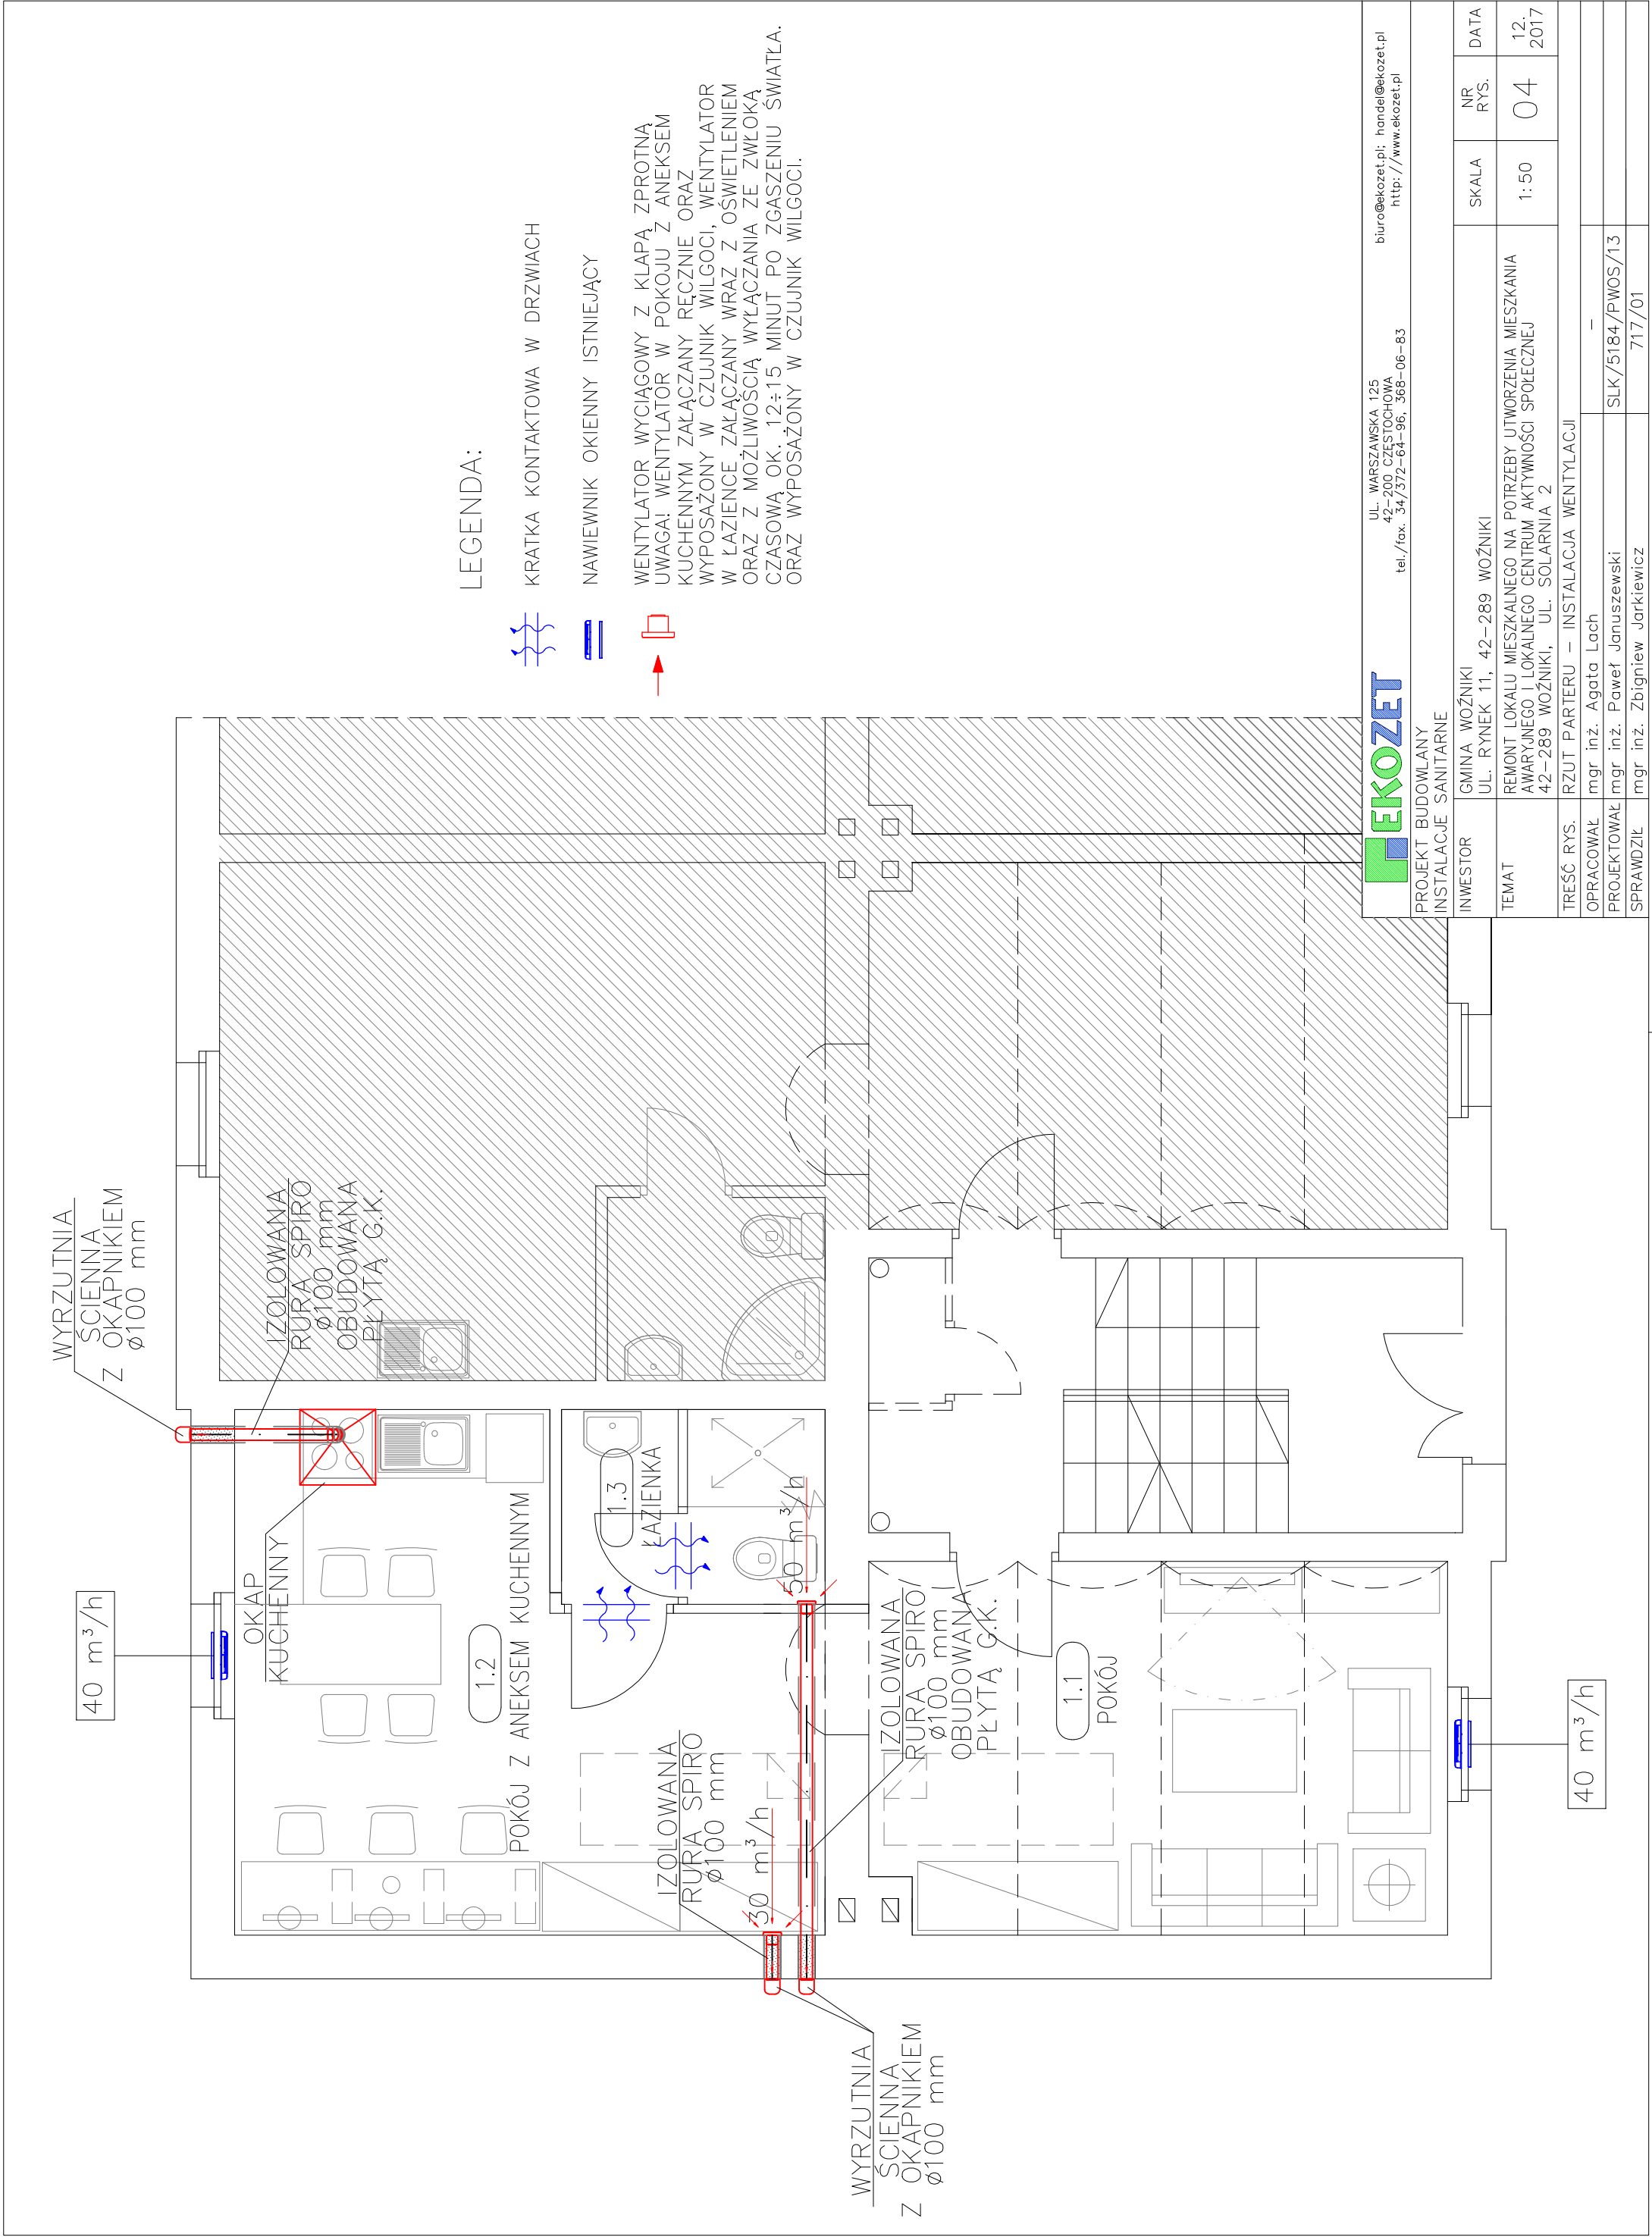 WYRZUTNIA
ŚCIENNA
Z OKAPNIKIEM
ø100 mm
IZOLOWANA
RURA SPIRO
ø100 mm
OBUDOWANA
PŁYTĄ G.K.
OKAP
KUCHENNY
40 m³/h
1.2
POKÓJ Z ANEKSEM KUCHENNYM
1.3
ŁAZIENKA
50 m³/h
IZOLOWANA
RURA SPIRO
ø100 mm
30 m³/h
IZOLOWANA
RURA SPIRO
ø100 mm
OBUDOWANA
PŁYTĄ G.K.
1.1
POKÓJ
40 m³/h
WYRZUTNIA
ŚCIENNA
Z OKAPNIKIEM
ø100 mm
LEGENDA:
KRATKA KONTAKTOWA W DRZWIACH
NAWIEWNIK OKIENNY ISTNIEJĄCY
WENTYLATOR WYCIĄGOWY Z KLAPĄ ZPROTNĄ
UWAGA! WENTYLATOR W POKOJU Z ANEKSEM
KUCHENNYM ZAŁĄCZANY RĘCZNIE ORAZ
WYPOSAŻONY W CZUJNIK WILGOCI, WENTYLATOR
W ŁAZIENCE ZAŁĄCZANY WRAZ Z OŚWIETLENIEM
ORAZ Z MOŻLIWOŚCIĄ WYŁĄCZANIA ZE ZWŁOKĄ
CZASOWĄ OK. 12÷15 MINUT PO ZGASZENIU ŚWIATŁA.
ORAZ WYPOSAŻONY W CZUJNIK WILGOCI.
EKOZET
UL. WARSZAWSKA 125
42-200 CZĘSTOCHOWA
tel./fax. 34/372-64-96, 368-06-83
biuro@ekozet.pl; handel@ekozet.pl
http://www.ekozet.pl
PROJEKT BUDOWLANY
INSTALACJE SANITARNE
INWESTOR
GMINA WOŹNIKI
UL. RYNEK 11, 42-289 WOŹNIKI
SKALA
NR
RYS.
DATA
TEMAT
REMONT LOKALU MIESZKALNEGO NA POTRZEBY UTWORZENIA MIESZKANIA
AWARYJNEGO I LOKALNEGO CENTRUM AKTYWNOŚCI SPOŁECZNEJ
42-289 WOŹNIKI, UL. SOLARNIA 2
1:50
04
12.
2017
TREŚĆ RYS.
RZUT PARTERU – INSTALACJA WENTYLACJI
OPRACOWAŁ
mgr inż. Agata Lach
–
PROJEKTOWAŁ
mgr inż. Paweł Januszewski
SLK/5184/PWOS/13
SPRAWDZIŁ
mgr inż. Zbigniew Jarkiewicz
717/01